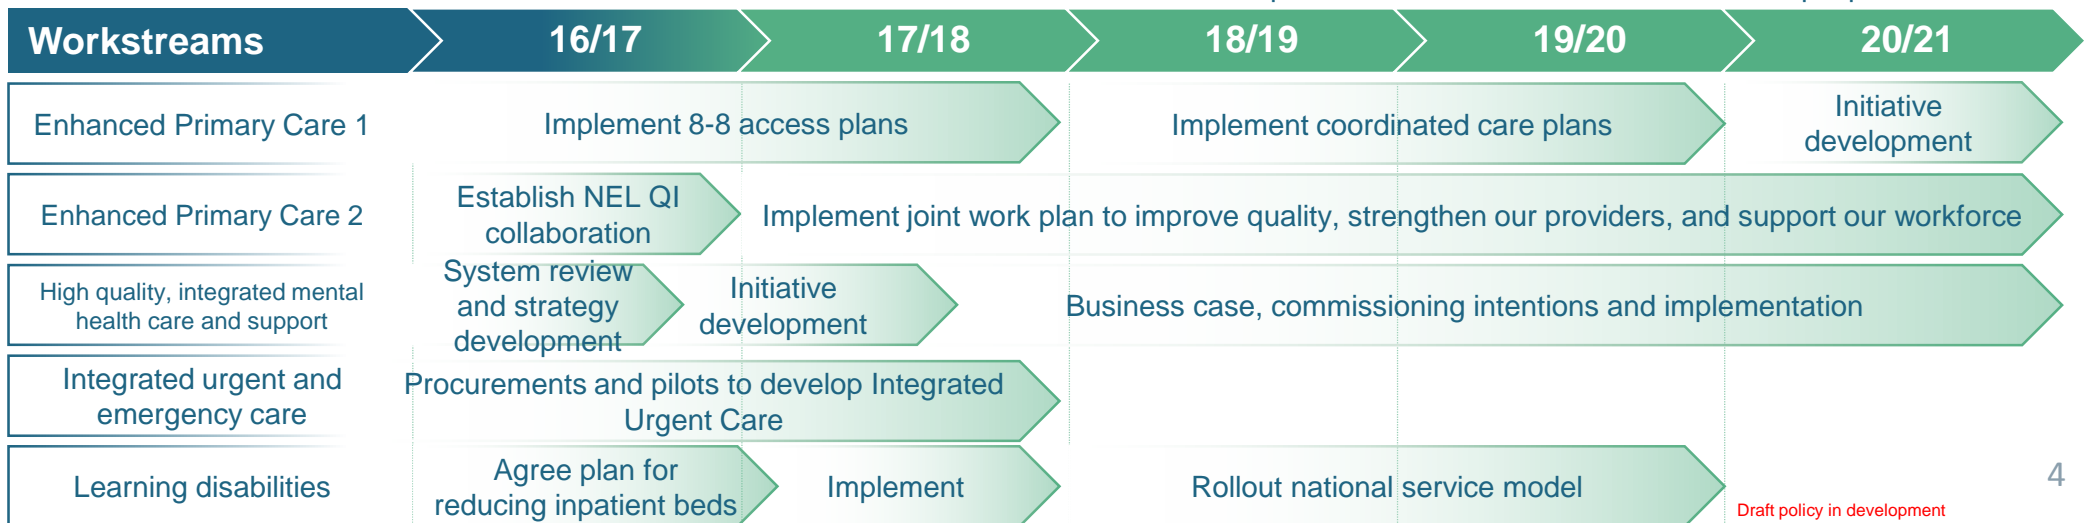 Workstreams 16/17 17/18 18/19 19/20 20/21
Enhanced Primary Care 1
Implement 8-8 access plans
Implement coordinated care plans
Initiative
development
Enhanced Primary Care 2
Establish NEL QI
collaboration
Implement joint work plan to improve quality, strengthen our providers, and support our workforce
High quality, integrated mental
health care and support
System review
and strategy
development
Initiative
development
Business case, commissioning intentions and implementation
Integrated urgent and
emergency care
Procurements and pilots to develop Integrated
Urgent Care
Learning disabilities
Agree plan for
reducing inpatient beds
Implement
Rollout national service model
4
Draft policy in development